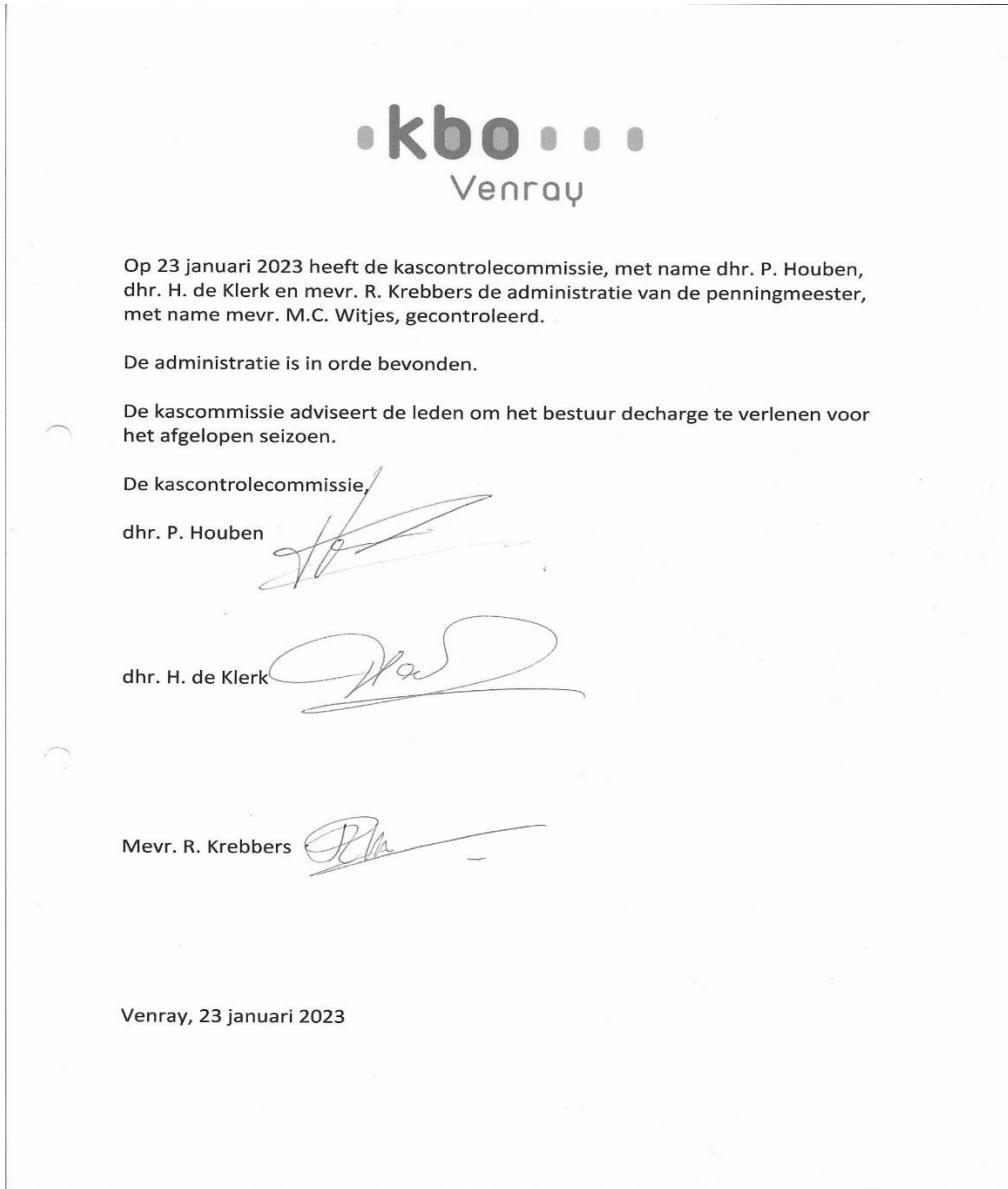 kbo
Venray
Op 23 januari 2023 heeft de kascontrolecommissie, met name dhr. P. Houben,
dhr. H. de Klerk en mevr. R. Krebbers de administratie van de penningmeester,
met name mevr. M.C. Witjes, gecontroleerd.
De administratie is in orde bevonden.
De kascommissie adviseert de leden om het bestuur decharge te verlenen voor
het afgelopen seizoen.
De kascontrolecommissie,
dhr. P. Houben
dhr. H. de Klerk
Mevr. R. Krebbers
Venray, 23 januari 2023